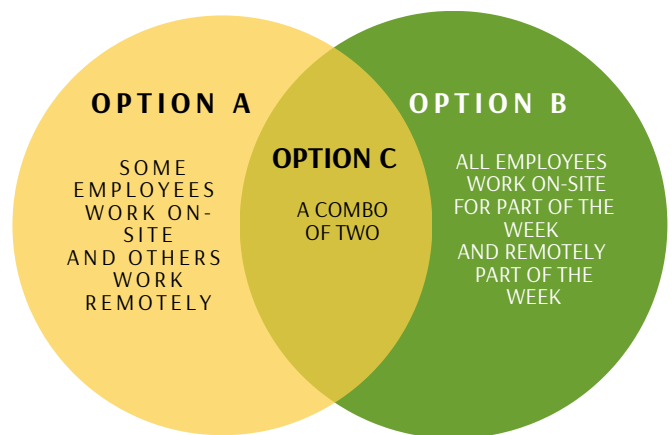 OPTION A
SOME
EMPLOYEES
WORK ON-
SITE
AND OTHERS
WORK
REMOTELY
OPTION C
A COMBO
OF TWO
OPTION B
ALL EMPLOYEES
WORK ON-SITE
FOR PART OF THE
WEEK
AND REMOTELY
PART OF THE
WEEK